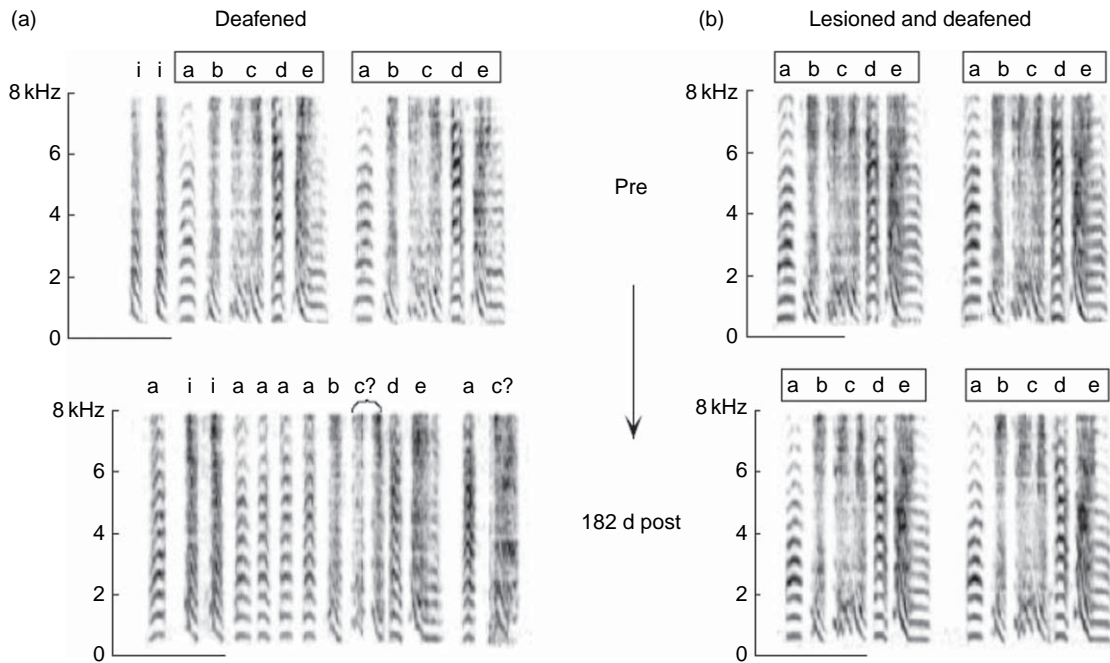 (a) Deafened
i i a b c d e a b c d e
8 kHz
6
4
2
0
a i i a a a a b c? d e a c?
8 kHz
6
4
2
0
Pre
182 d post
(b) Lesioned and deafened
a b c d e a b c d e
8 kHz
6
4
2
0
a b c d e a b c d e
8 kHz
6
4
2
0